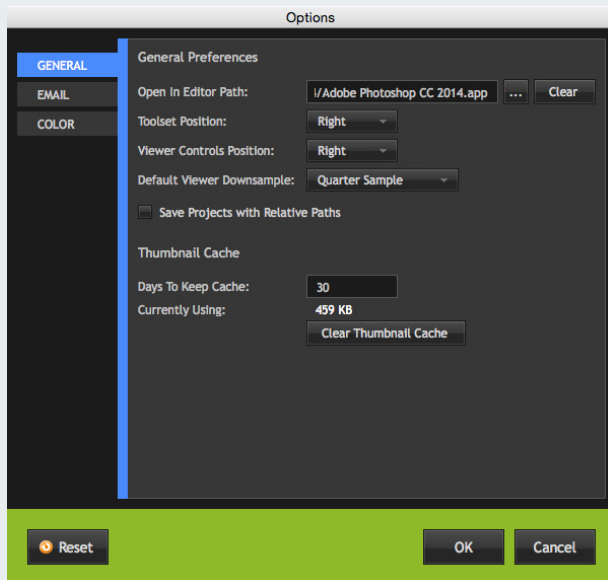 Options
GENERAL
EMAIL
COLOR
General Preferences
Open In Editor Path: i/Adobe Photoshop CC 2014.app ... Clear
Toolset Position: Right
Viewer Controls Position: Right
Default Viewer Downsample: Quarter Sample
Save Projects with Relative Paths
Thumbnail Cache
Days To Keep Cache: 30
Currently Using: 459 KB
Clear Thumbnail Cache
Reset OK Cancel